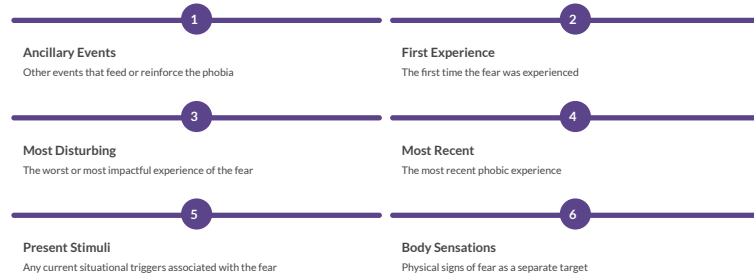 1
Ancillary Events
Other events that feed or reinforce the phobia
2
First Experience
The first time the fear was experienced
3
Most Disturbing
The worst or most impactful experience of the fear
4
Most Recent
The most recent phobic experience
5
Present Stimuli
Any current situational triggers associated with the fear
6
Body Sensations
Physical signs of fear as a separate target